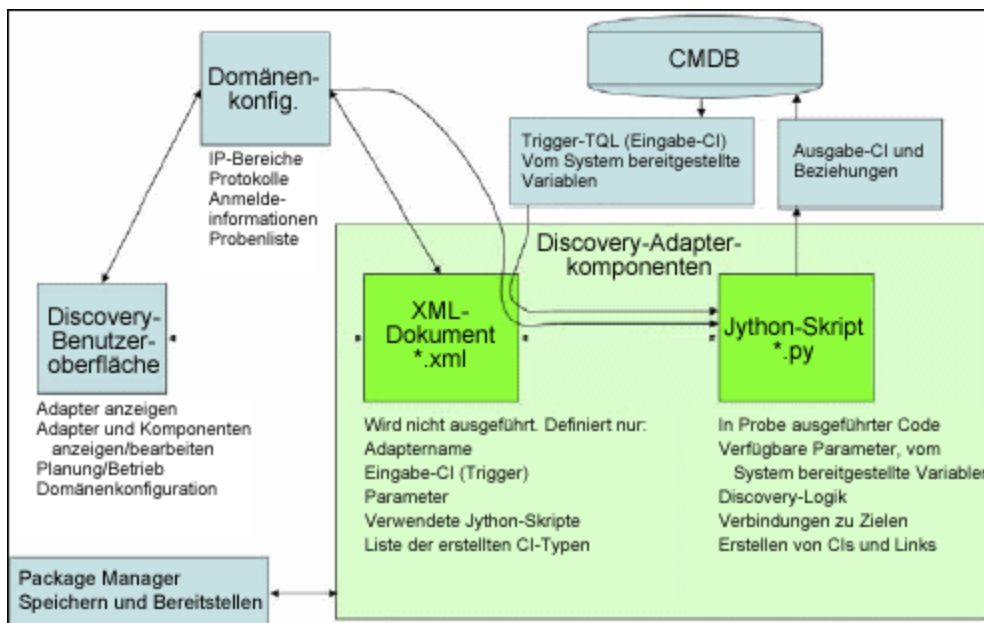 CMDB
Domänen-
konfig.
IP-Bereiche
Protokolle
Anmelde-
informationen
Probenliste
Trigger-TQL (Eingabe-CI)
Vom System bereitgestellte
Variablen
Ausgabe-CI und
Beziehungen
Discovery-Adapter-
komponenten
Discovery-
Benutzer-
oberfläche
Adapter anzeigen
Adapter und Komponenten
anzeigen/bearbeiten
Planung/Betrieb
Domänenkonfiguration
XML-
Dokument
*.xml
Wird nicht ausgeführt. Definiert nur:
Adaptername
Eingabe-CI (Trigger)
Parameter
Verwendete Jython-Skripte
Liste der erstellten CI-Typen
Jython-Skript
*.py
In Probe ausgeführter Code
Verfügbare Parameter, vom
System bereitgestellte Variablen
Discovery-Logik
Verbindungen zu Zielen
Erstellen von CIs und Links
Package Manager
Speichern und Bereitstellen